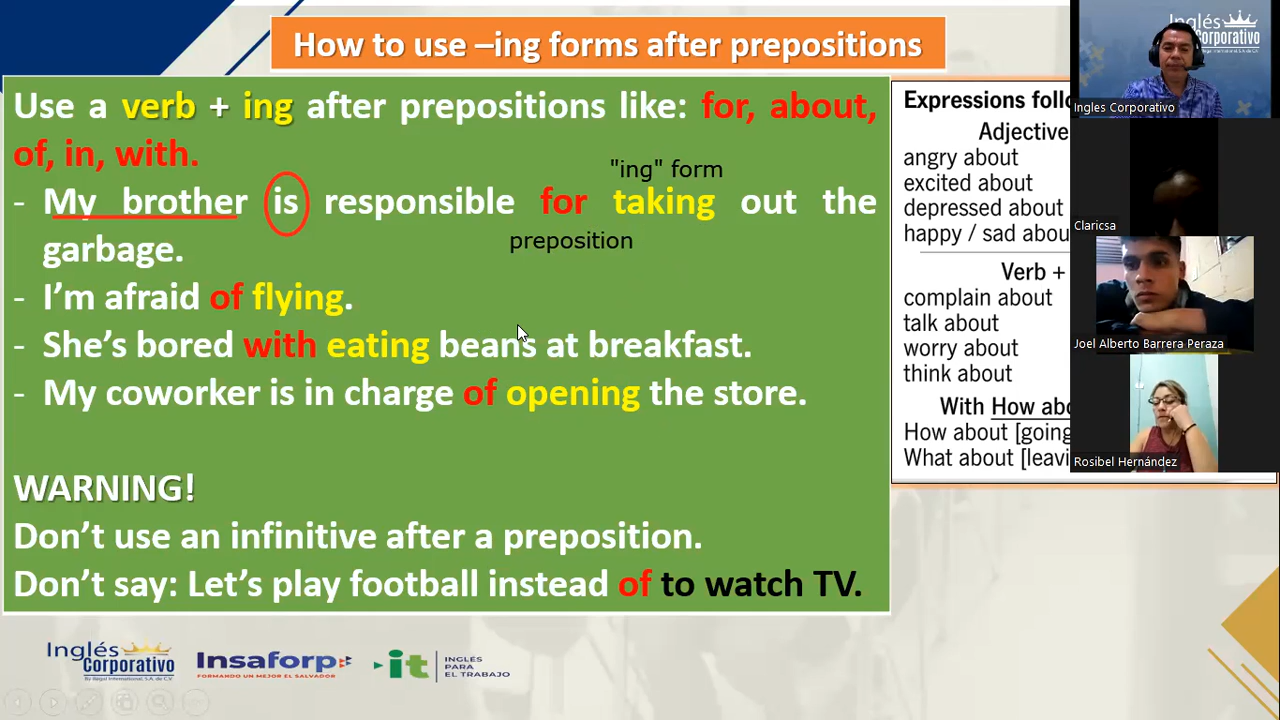 How to use –ing forms after prepositions
Use a verb + ing after prepositions like: for, about,
of, in, with.
"ing" form
- My brother is responsible for taking out the
preposition
garbage.
- I'm afraid of flying.
- She's bored with eating beans at breakfast.
- My coworker is in charge of opening the store.
WARNING!
Don't use an infinitive after a preposition.
Don't say: Let's play football instead of to watch TV.
Expressions
Adjective
angry about
excited about
depressed about
happy / sad
Verb +
complain about
talk about
worry about
think about
With How
How about [going
What about
Inglés
Corporativo
Ingles Corporativo
Claricsa
Joel Alberto Barrera Peraza
Rosibel Hernández
Inglés
Corporativo
By Regal International, S.A. de C.V.
Insaforp
FORMANDO UN MEJOR EL SALVADOR
it
INGLÉS
PARA
EL TRABAJO